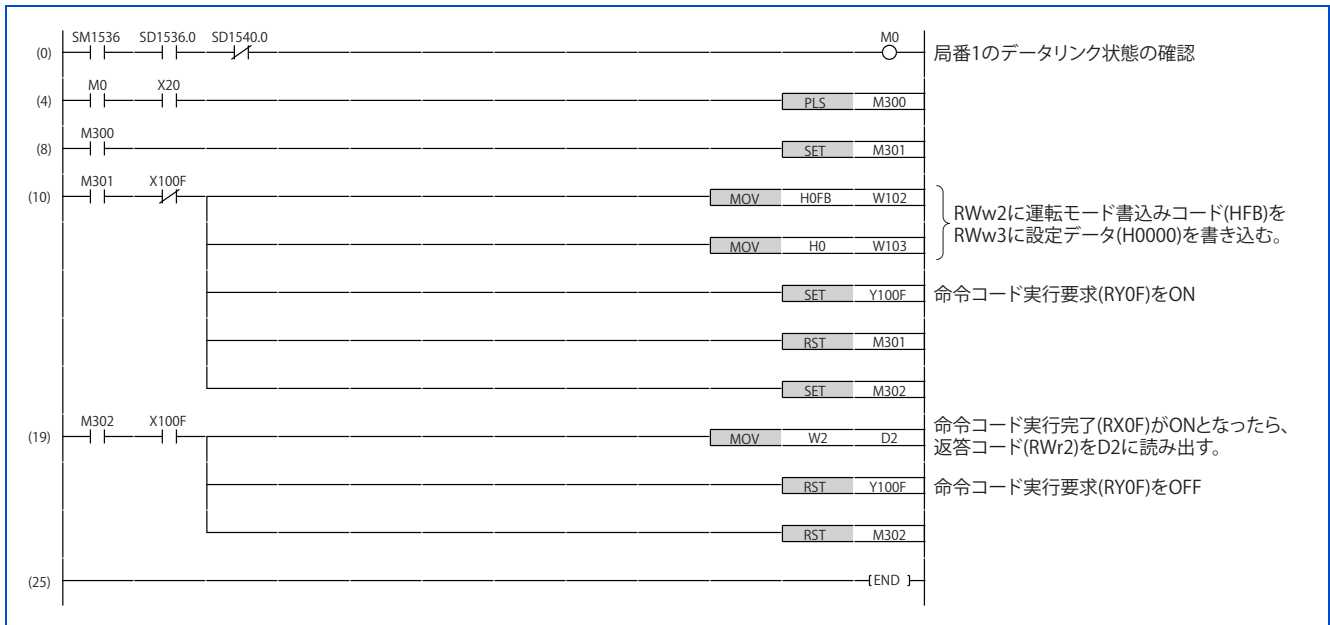 SM1536 SD1536.0 SD1540.0 M0
(0) 局番1のデータリンク状態の確認
M0 X20
(4) PLS M300
M300
(8) SET M301
M301 X100F
(10) MOV H0FB W102
RWw2に運転モード書込みコード(HFB)を
RWw3に設定データ(H0000)を書き込む。
MOV H0 W103
SET Y100F 命令コード実行要求(RY0F)をON
RST M301
SET M302
M302 X100F
(19) MOV W2 D2
命令コード実行完了(RX0F)がONとなったら、
返答コード(RWr2)をD2に読み出す。
RST Y100F 命令コード実行要求(RY0F)をOFF
RST M302
(25) END